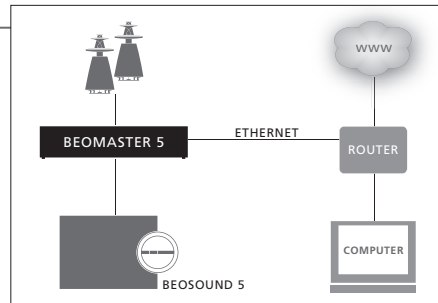 www
ETHERNET
BEOMASTER 5
ROUTER
COMPUTER
BEOSOUND 5